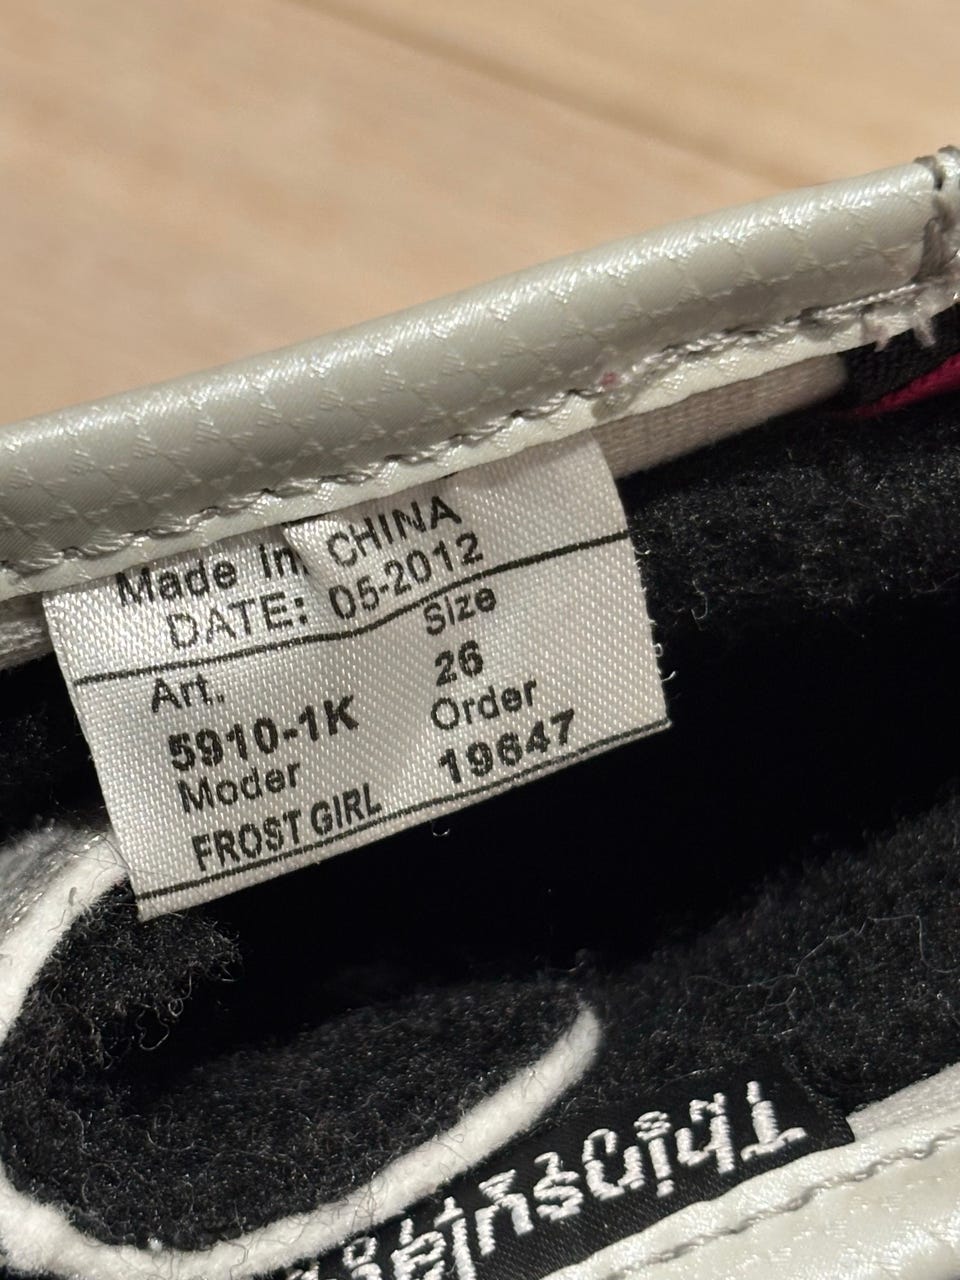 Made in CHINA
DATE: 05-2012
Art.
Size
5910-1K
26
Moder
Order
FROST GIRL
19647